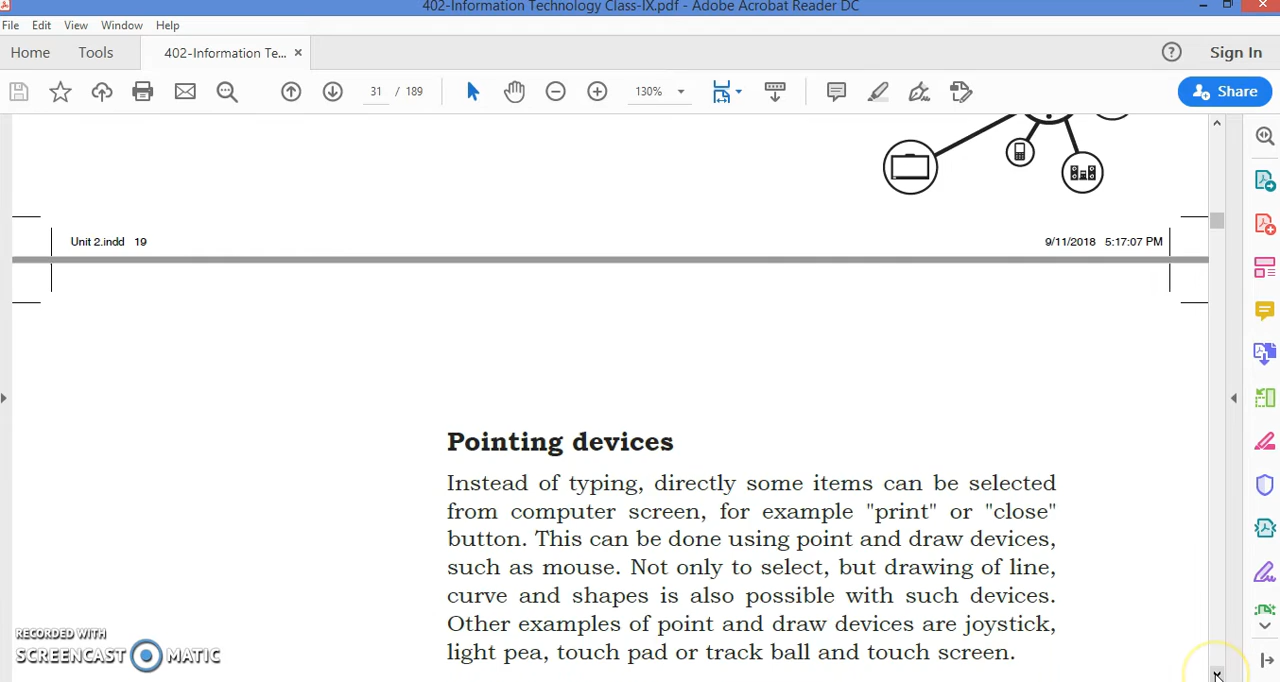 402-Information Technology Class-IX.pdf - Adobe Acrobat Reader DC
File Edit View Window Help
Home Tools 402-Information Te... × Sign In
31 / 189 130% Share
Unit 2.indd 19 9/11/2018 5:17:07 PM
Pointing devices
Instead of typing, directly some items can be selected
from computer screen, for example "print" or "close"
button. This can be done using point and draw devices,
such as mouse. Not only to select, but drawing of line,
curve and shapes is also possible with such devices.
Other examples of point and draw devices are joystick,
light pea, touch pad or track ball and touch screen.
RECORDED WITH
SCREENCAST MATIC